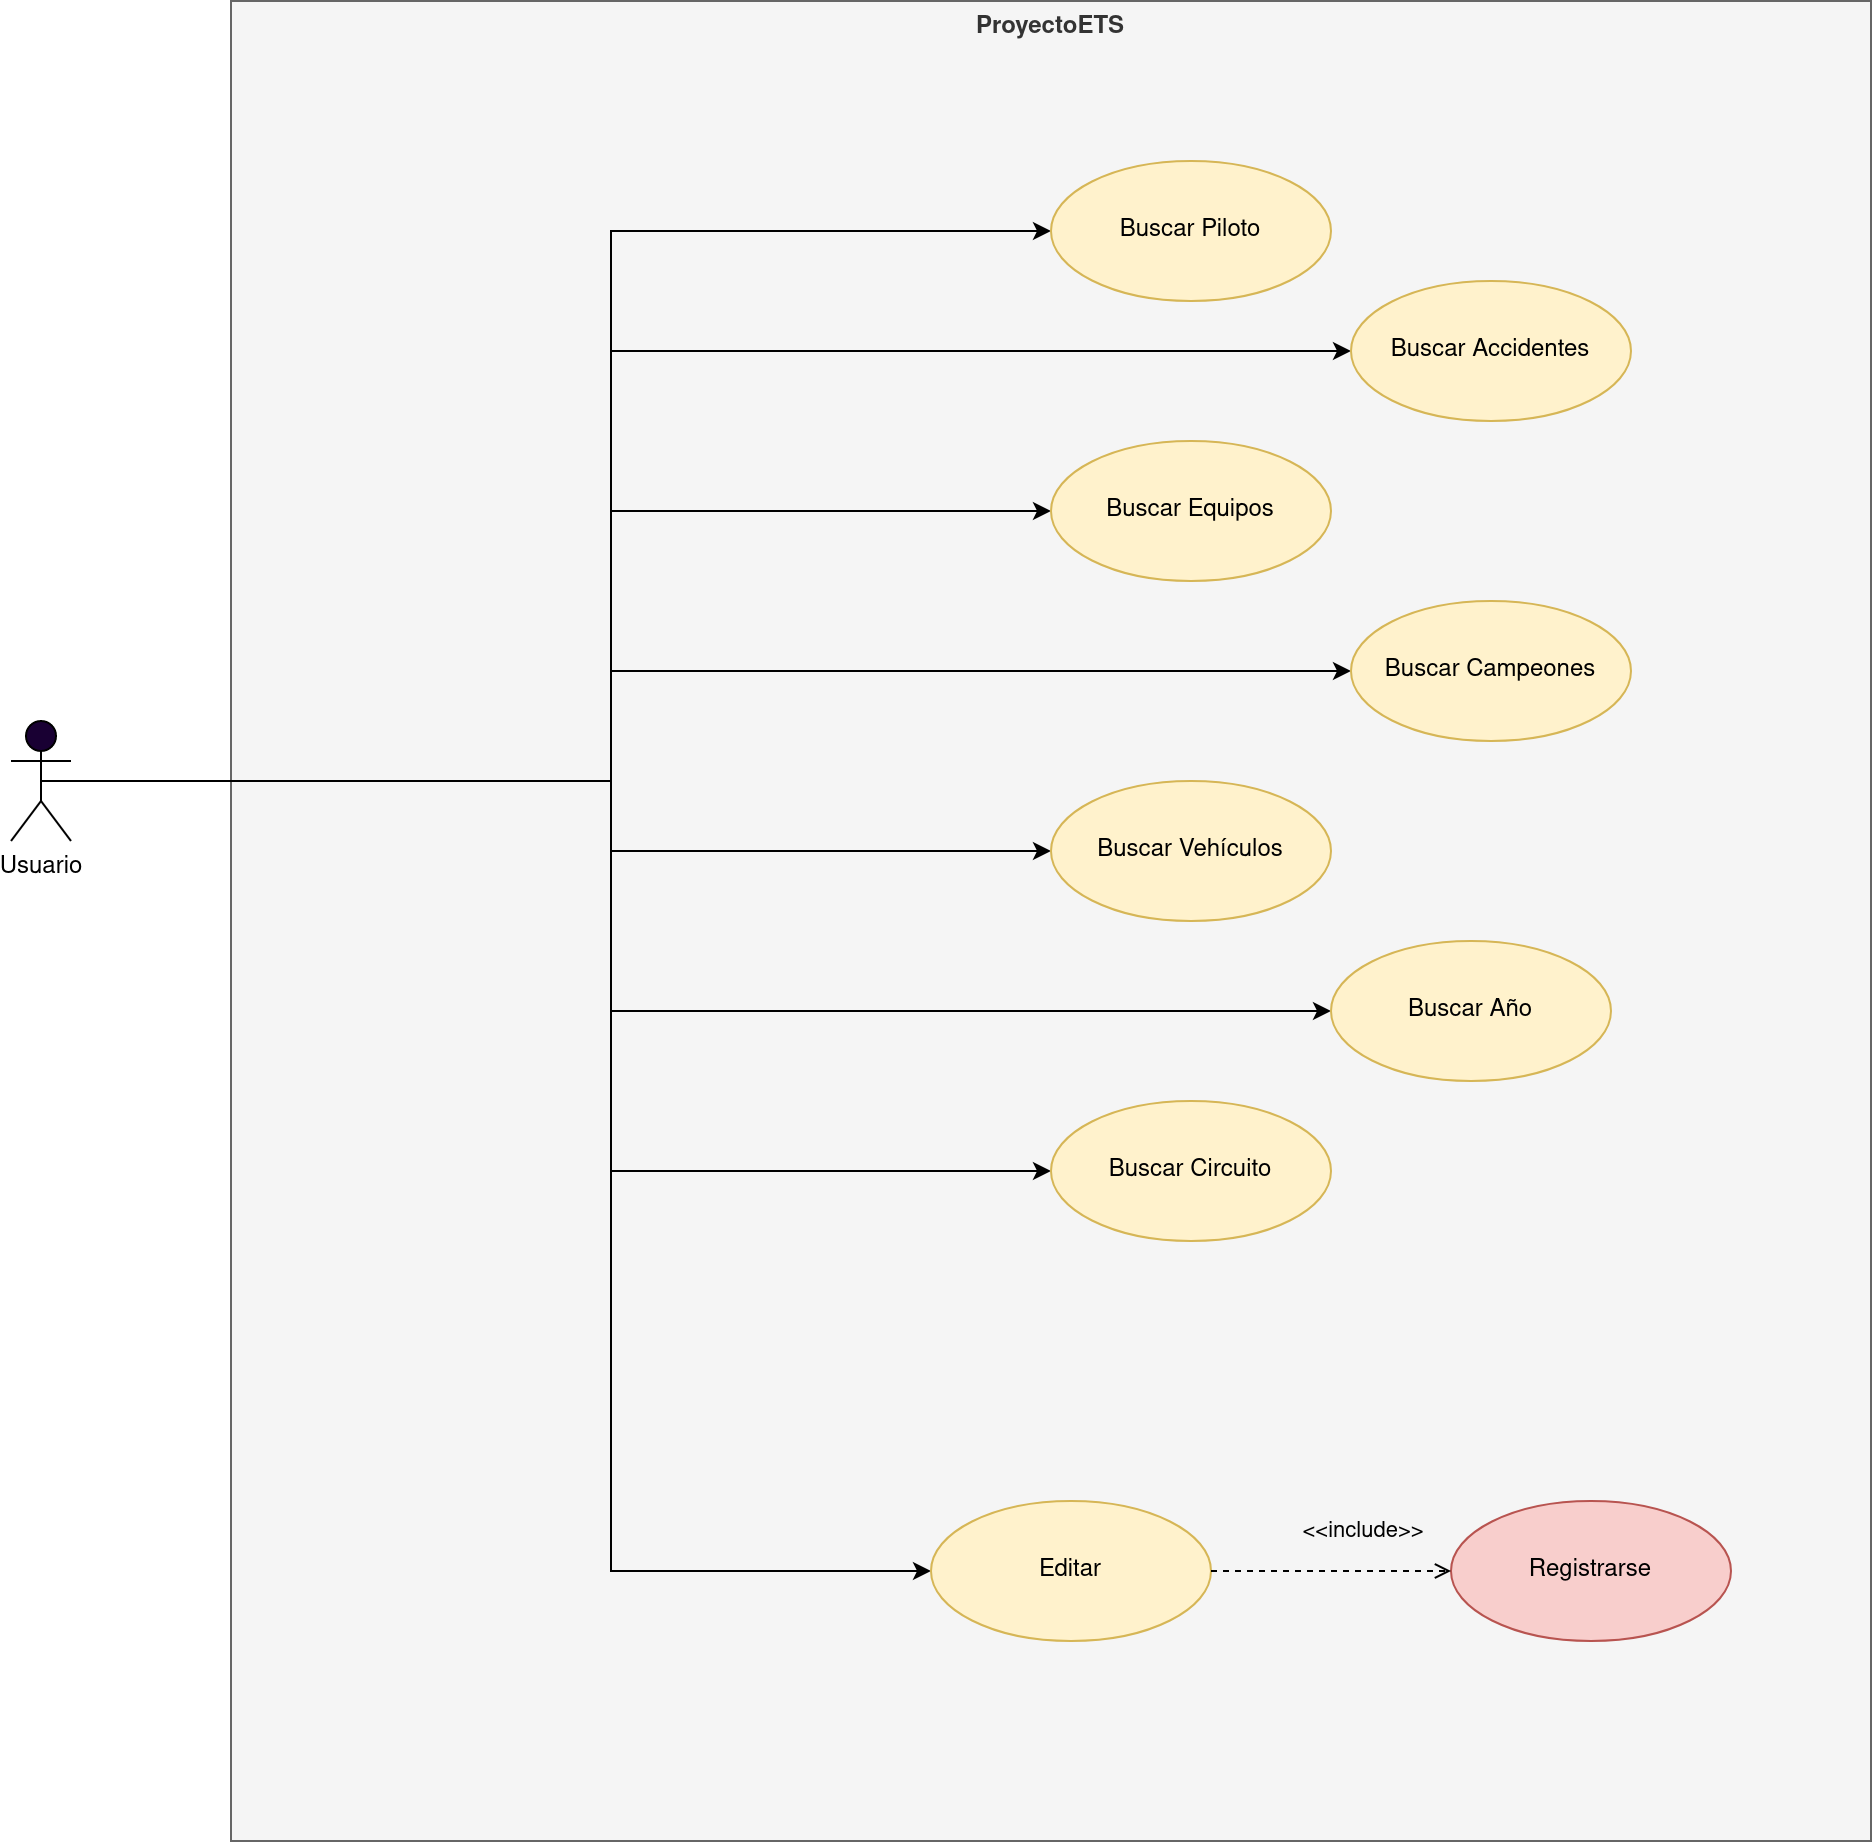 ProyectoETS
Buscar Piloto
Buscar Accidentes
Buscar Equipos
Buscar Campeones
Buscar Vehículos
Usuario
Buscar Año
Buscar Circuito
<<include>>
Editar
Registrarse